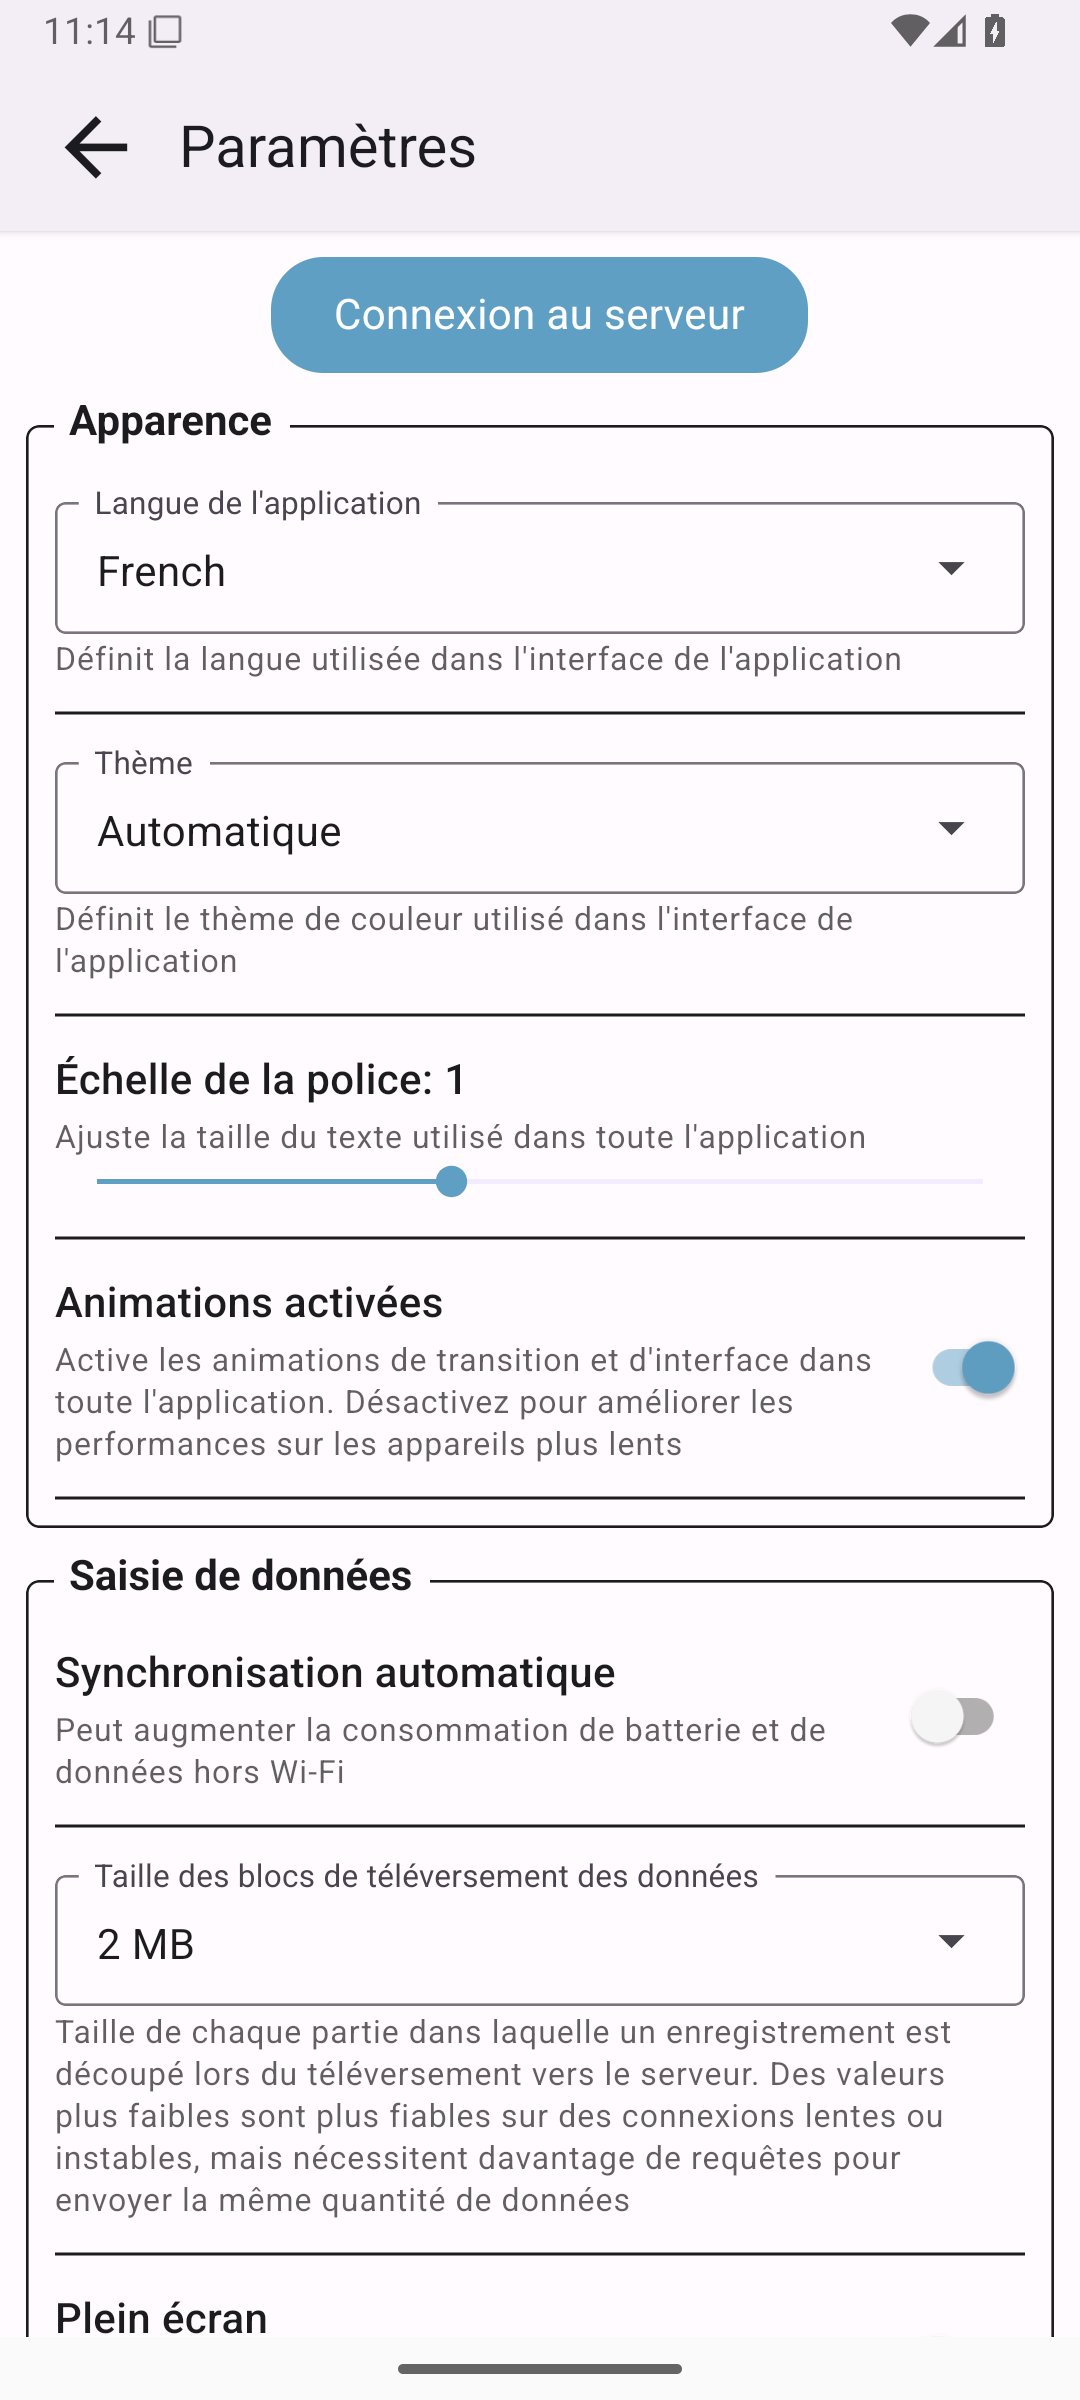 11:14
Paramètres
Connexion au serveur
Apparence
Langue de l'application
French
Définit la langue utilisée dans l'interface de l'application
Thème
Automatique
Définit le thème de couleur utilisé dans l'interface de
l'application
Échelle de la police: 1
Ajuste la taille du texte utilisé dans toute l'application
Animations activées
Active les animations de transition et d'interface dans
toute l'application. Désactivez pour améliorer les
performances sur les appareils plus lents
Saisie de données
Synchronisation automatique
Peut augmenter la consommation de batterie et de
données hors Wi-Fi
Taille des blocs de téléversement des données
2 MB
Taille de chaque partie dans laquelle un enregistrement est
découpé lors du téléversement vers le serveur. Des valeurs
plus faibles sont plus fiables sur des connexions lentes ou
instables, mais nécessitent davantage de requêtes pour
envoyer la même quantité de données
Plein écran